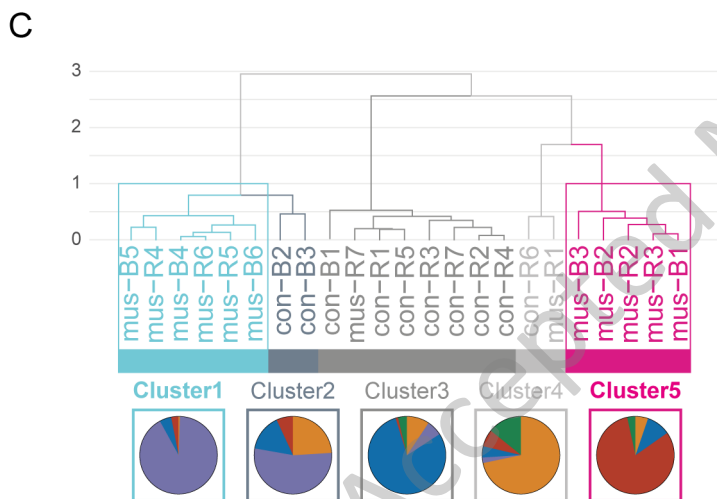 C
3
2
1
0
mus-B5
mus-R4
mus-B4
mus-R6
mus-R5
mus-B6
con-B2
con-B3
con-B1
mus-R7
con-R1
con-R5
con-R3
con-R7
con-R2
con-R4
con-R6
mus-R1
mus-B3
mus-B2
mus-R2
mus-R3
mus-B1
Cluster1 Cluster2 Cluster3 Cluster4 Cluster5
Accepted